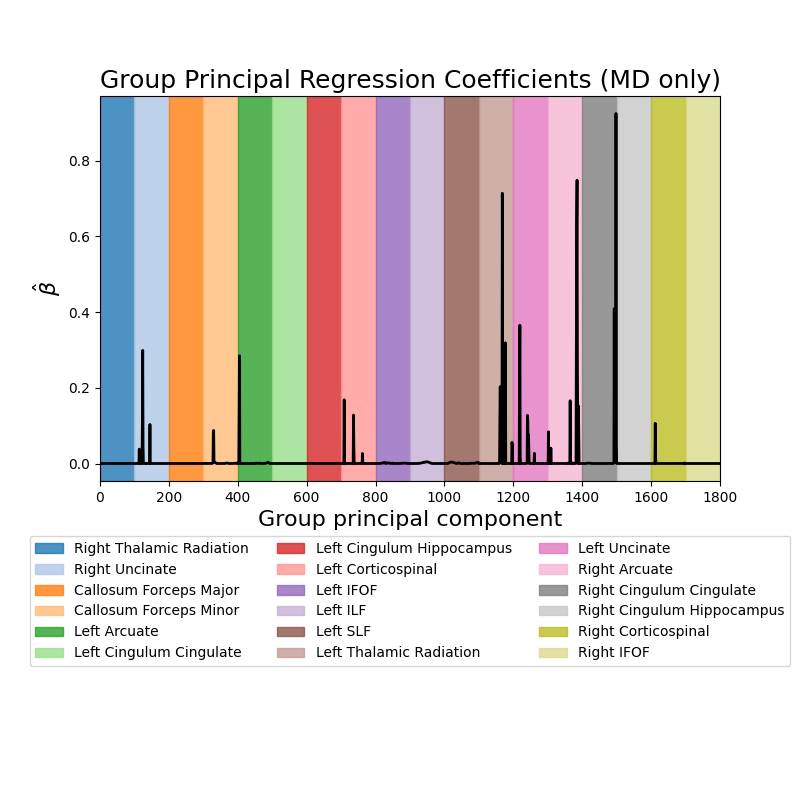 Group Principal Regression Coefficients (MD only)
0.8
0.6
0.4
0.2
0.0
β̂
0 200 400 600 800 1000 1200 1400 1600 1800
Group principal component
Right Thalamic Radiation Left Cingulum Hippocampus Left Uncinate
Right Uncinate Left Corticospinal Right Arcuate
Callosum Forceps Major Left IFOF Right Cingulum Cingulate
Callosum Forceps Minor Left ILF Right Cingulum Hippocampus
Left Arcuate Left SLF Right Corticospinal
Left Cingulum Cingulate Left Thalamic Radiation Right IFOF